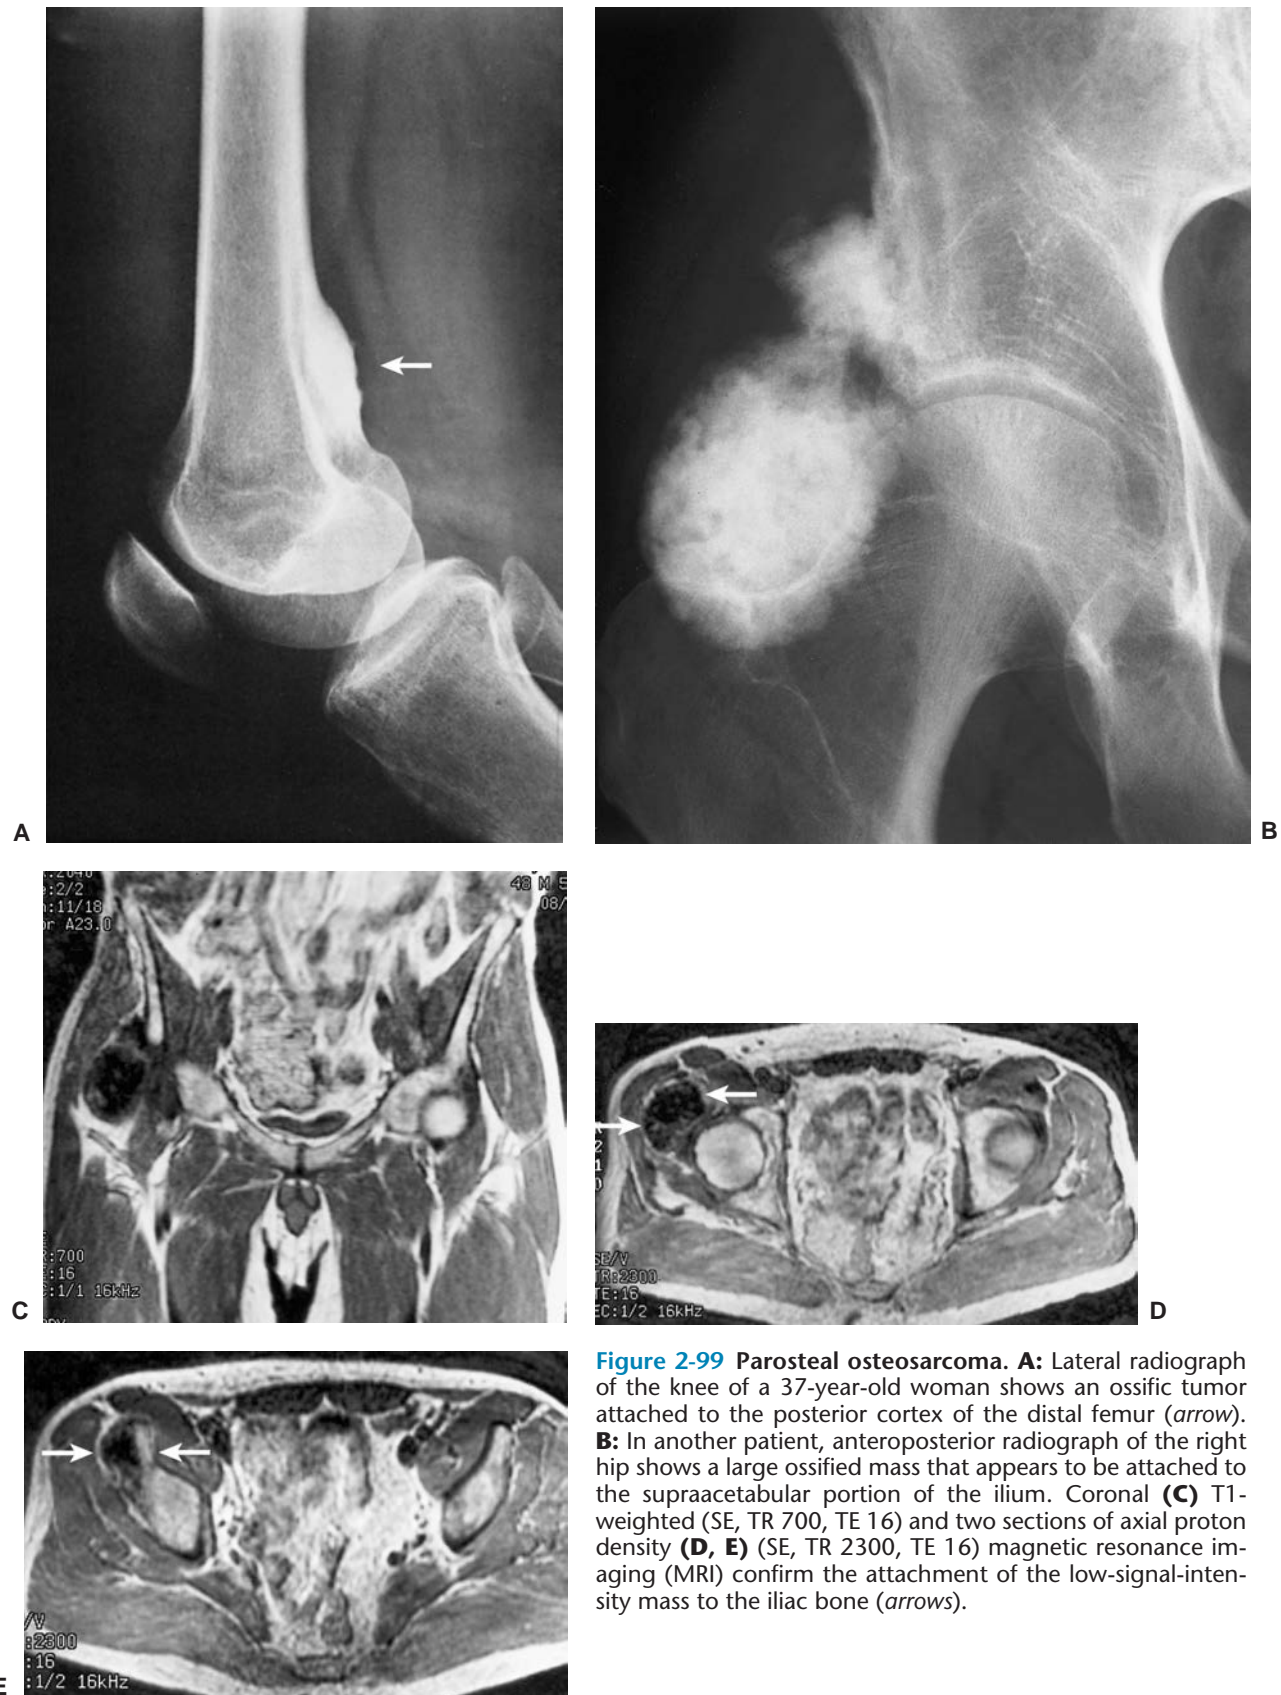 A
B
:2/2
:11/18
A23.0
48 M S
08/
:700
:16
:1/1 16kHz
C
2
1
0
SE/V
TR:2300
TE:16
EC:1/2 16kHz
D
Figure 2-99 Parosteal osteosarcoma. A: Lateral radiograph
of the knee of a 37-year-old woman shows an ossific tumor
attached to the posterior cortex of the distal femur (arrow).
B: In another patient, anteroposterior radiograph of the right
hip shows a large ossified mass that appears to be attached to
the supraacetabular portion of the ilium. Coronal (C) T1-
weighted (SE, TR 700, TE 16) and two sections of axial proton
density (D, E) (SE, TR 2300, TE 16) magnetic resonance im-
aging (MRI) confirm the attachment of the low-signal-inten-
sity mass to the iliac bone (arrows).
/V
:2300
:16
:1/2 16kHz
E